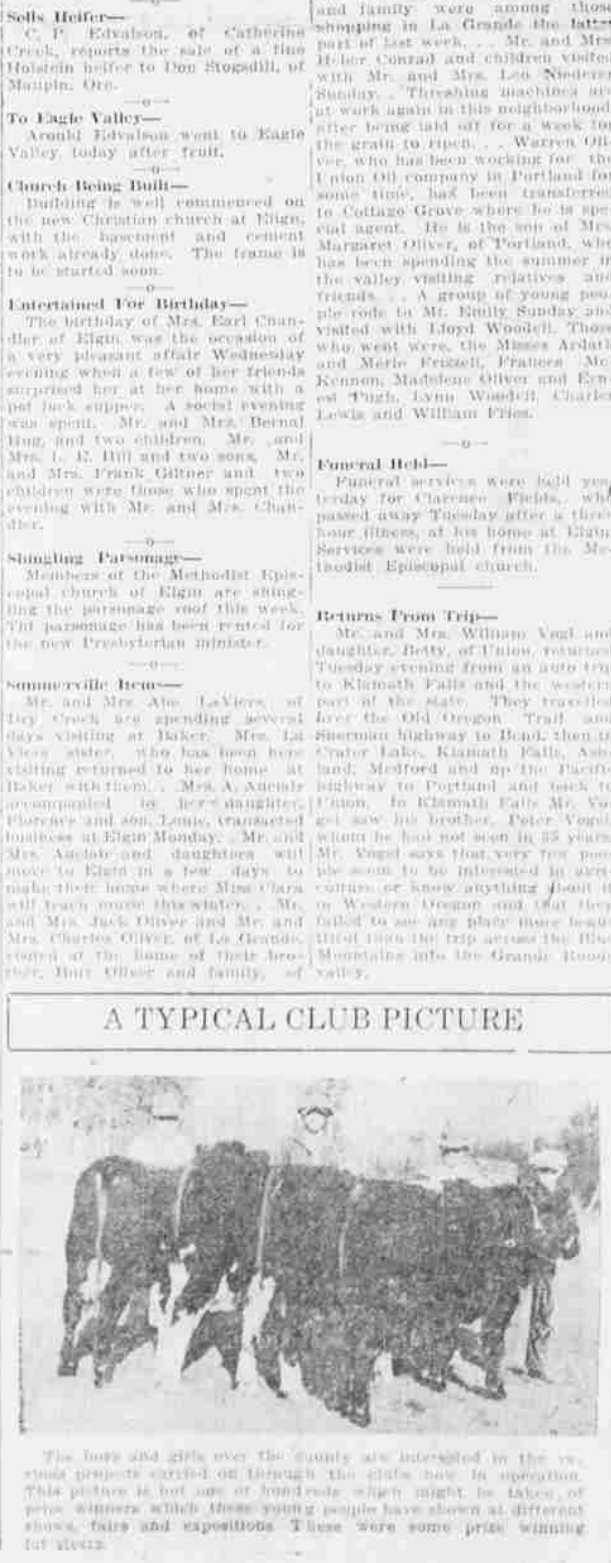 Sells Heifer—
C. P. Edvalson, of Catherine
Creek, reports the sale of a fine
Holstein heifer to Don Stogsdill, of
Maupin, Ore.
—o—
To Eagle Valley—
Arould Edvalson went to Eagle
Valley today after fruit.
—o—
Church Being Built—
Building is well commenced on
the new Christian church at Elign,
with the basement and cement
work already done. The frame is
to be started soon.
—o—
Entertained For Birthday—
The birthday of Mrs. Earl Chan-
dler of Elgin was the occasion of
a very pleasant affair Wednesday
evening when a few of her friends
surprised her at her home with a
pot luck supper. A social evening
was spent. Mr. and Mrs. Bernal
Hug, and two children, Mr. and
Mrs. L. R. Hill and two sons, Mr.
and Mrs. Frank Giltner and two
children were those who spent the
evening with Mr. and Mrs. Chan-
dler.
—o—
Shingling Parsonage—
Members of the Methodist Epis-
copal church of Elgin are shing-
ling the parsonage roof this week.
Tht parsonage has been rented for
the new Presbyterian minister.
—o—
Summerville Items—
Mr. and Mrs. Abe LaViers, of
Dry Creek are spending several
days visiting at Baker. Mrs. La
Viers sister, who has been here
visiting returned to her home at
Baker with them. . Mrs. A. Auclair
accompanied by her daughter,
Florence and son, Louie, transacted
business at Elgin Monday. . Mr. and
Mrs. Auclair and daughters will
move to Elgin in a few days to
make their home where Miss Clara
will teach music this winter. . Mr.
and Mrs. Jack Oliver and Mr. and
Mrs. Charles Oliver, of La Grande,
visited at the home of their bro-
ther, Burr Oliver and family, of
and family were among those
shopping in La Grande the latter
part of last week. . . Mr. and Mrs
Heber Conrad and children visited
with Mr. and Mrs. Leo Niederer
Sunday. . Threshing machines are
at work again in this neighborhood
after being laid off for a week for
the grain to ripen. . . Warren Oli-
ver, who has been working for the
Union Oil company in Portland for
some time, has been transferred
to Cottage Grove where he is spe-
cial agent. He is the son of Mrs
Margaret Oliver, of Portland, who
has been spending the summer in
the valley visiting relatives and
friends. . . A group of young peo-
ple rode to Mt. Emily Sunday and
visited with Lloyd Woodell. Those
who went were, the Misses Ardath
and Merle Frizzell, Frances Mc-
Kennon, Madelene Oliver and Ern-
est Pugh, Lynn Woodell, Charles
Lewis and William Fries.
—o—
Funeral Held—
Funeral services were held yes-
terday for Clarence Fields, who
passed away Tuesday after a three
hour illness, at his home at Elgin
Services were held from the Me-
thodist Episcopal church.
Returns From Trip—
Mr. and Mrs. William Vogl and
daughter, Betty, of Union, returned
Tuesday evening from an auto trip
to Klamath Falls and the western
part of the state. They travelled
over the Old Oregon Trail and
Sherman highway to Bend, then to
Crater Lake, Klamath Falls, Ash-
land, Medford and up the Pacific
highway to Portland and back to
Union. In Klamath Falls Mr. Vo-
gel saw his brother, Peter Vogel,
whom he had not seen in 35 years.
Mr. Vogel says that very few peo-
ple seem to be interested in agri-
culture or know anything about it
in Western Oregon and that they
failed to see any place more beau-
tiful than the trip across the Blue
Mountains into the Grande Ronde
valley.
A TYPICAL CLUB PICTURE
The boys and girls over the county are interested in the va-
rious projects carried on through the clubs now in operation.
This picture is but one of hundreds which might be taken of
prize winners which these young people have shown at different
shows, fairs and expositions. These were some prize winning
fat steers.